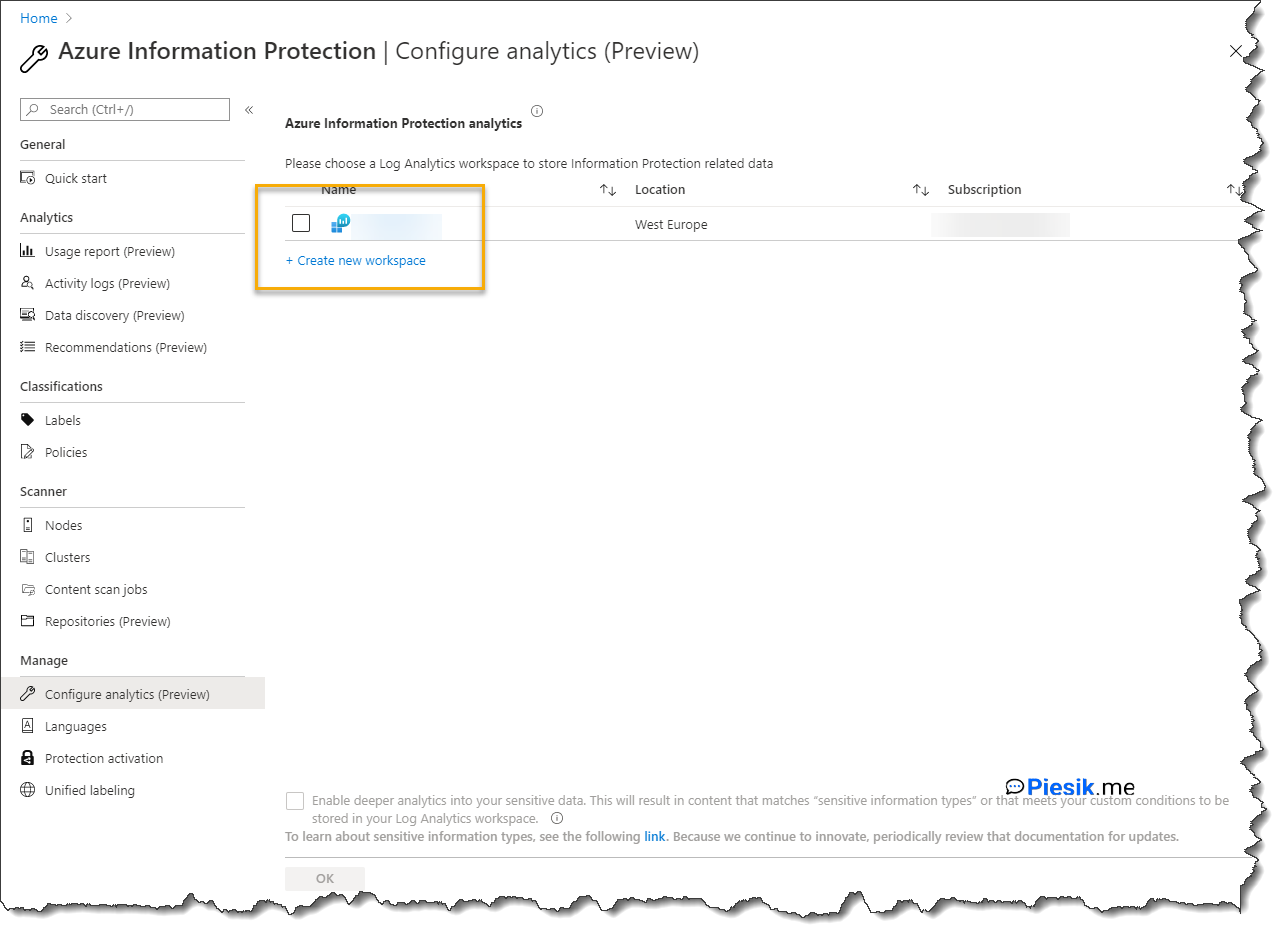 Home
Azure Information Protection | Configure analytics (Preview)
Search (Ctrl+/)
General
Quick start
Analytics
Usage report (Preview)
Activity logs (Preview)
Data discovery (Preview)
Recommendations (Preview)
Classifications
Labels
Policies
Scanner
Nodes
Clusters
Content scan jobs
Repositories (Preview)
Manage
Configure analytics (Preview)
Languages
Protection activation
Unified labeling
Azure Information Protection analytics
Please choose a Log Analytics workspace to store Information Protection related data
Name Location Subscription
West Europe
+ Create new workspace
Piesik.me
Enable deeper analytics into your sensitive data. This will result in content that matches “sensitive information types” or that meets your custom conditions to be
stored in your Log Analytics workspace.
To learn about sensitive information types, see the following link. Because we continue to innovate, periodically review that documentation for updates.
OK